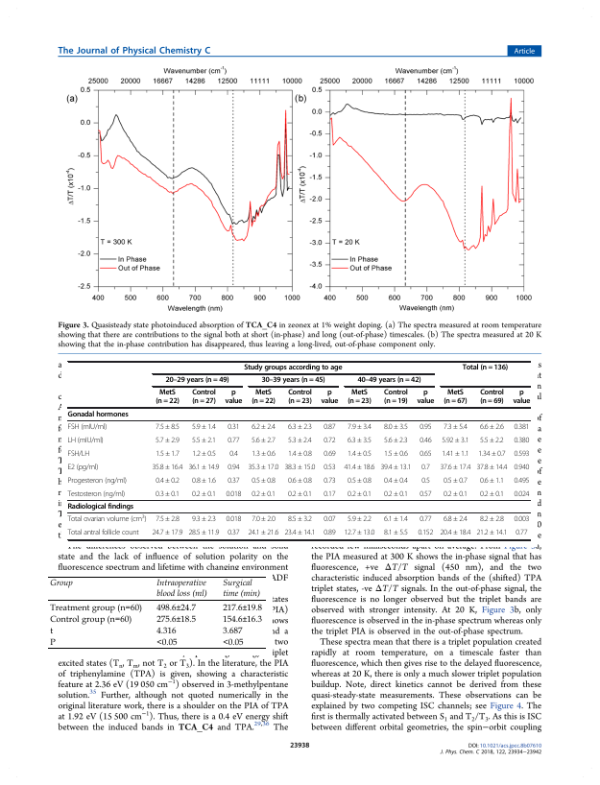 The Journal of Physical Chemistry C
Article
Wavenumber (cm-1)
25000 20000 16667 14286 12500 11111 10000
(a)
0.5
0.0
-0.5
-1.0
-1.5
-2.0
-2.5
ΔT/T (x10-4)
T = 300 K
In Phase
Out of Phase
400 500 600 700 800 900 1000
Wavelength (nm)
Wavenumber (cm-1)
25000 20000 16667 14286 12500 11111 10000
(b)
0.5
0.0
-0.5
-1.0
-1.5
-2.0
-2.5
-3.0
-3.5
-4.0
ΔT/T (x10-4)
T = 20 K
In Phase
Out of Phase
400 500 600 700 800 900 1000
Wavelength (nm)
Figure 3. Quasisteady state photoinduced absorption of TCA_C4 in zeonex at 1% weight doping. (a) The spectra measured at room temperature
showing that there are contributions to the signal both at short (in-phase) and long (out-of-phase) timescales. (b) The spectra measured at 20 K
showing that the in-phase contribution has disappeared, thus leaving a long-lived, out-of-phase component only.
Study groups according to age Total (n = 136)
20–29 years (n = 49) 30–39 years (n = 45) 40–49 years (n = 42)
MetS (n = 22) Control (n = 27) p value MetS (n = 22) Control (n = 23) p value MetS (n = 23) Control (n = 19) p value MetS (n = 67) Control (n = 69) p value
Gonadal hormones
FSH (mIU/ml) 7.5 ± 8.5 5.9 ± 1.4 0.31 6.2 ± 2.4 6.3 ± 2.3 0.87 7.9 ± 3.4 8.0 ± 3.5 0.95 7.3 ± 5.4 6.6 ± 2.6 0.381
LH (mIU/ml) 5.7 ± 2.9 5.5 ± 2.1 0.77 5.6 ± 2.7 5.3 ± 2.4 0.72 6.3 ± 3.5 5.6 ± 2.3 0.46 5.92 ± 3.1 5.5 ± 2.2 0.380
FSH/LH 1.5 ± 1.7 1.2 ± 0.5 0.4 1.3 ± 0.6 1.4 ± 0.8 0.69 1.4 ± 0.5 1.5 ± 0.6 0.65 1.41 ± 1.1 1.34 ± 0.7 0.593
E2 (pg/ml) 35.8 ± 16.4 36.1 ± 14.9 0.94 35.3 ± 17.0 38.3 ± 15.0 0.53 41.4 ± 18.6 39.4 ± 13.1 0.7 37.6 ± 17.4 37.8 ± 14.4 0.940
Progesteron (ng/ml) 0.4 ± 0.2 0.8 ± 1.6 0.37 0.5 ± 0.8 0.6 ± 0.8 0.73 0.5 ± 0.8 0.4 ± 0.4 0.5 0.5 ± 0.7 0.6 ± 1.1 0.495
Testosteron (ng/ml) 0.3 ± 0.1 0.2 ± 0.1 0.018 0.2 ± 0.1 0.2 ± 0.1 0.17 0.2 ± 0.1 0.2 ± 0.1 0.57 0.2 ± 0.1 0.2 ± 0.1 0.024
Radiological findings
Total ovarian volume (cm3) 7.5 ± 2.8 9.3 ± 2.3 0.018 7.0 ± 2.0 8.5 ± 3.2 0.07 5.9 ± 2.2 6.1 ± 1.4 0.77 6.8 ± 2.4 8.2 ± 2.8 0.003
Total antral follicle count 24.7 ± 17.9 28.5 ± 11.9 0.37 24.1 ± 21.6 23.4 ± 14.1 0.89 12.7 ± 13.0 8.1 ± 5.5 0.152 20.4 ± 18.4 21.2 ± 14.1 0.77
state and the lack of influence of solution polarity on the
fluorescence spectrum and lifetime with changing environment
ADF
Group Intraoperative blood loss (ml) Surgical time (min)
Treatment group (n=60) 498.6±24.7 217.6±19.8
Control group (n=60) 275.6±18.5 154.6±16.3
t 4.316 3.687
P <0.05 <0.05
excited states (Tn, Tm, not T2 or T3). In the literature, the PIA
of triphenylamine (TPA) is given, showing a characteristic
feature at 2.36 eV (19 050 cm−1) observed in 3-methylpentane
solution.35 Further, although not quoted numerically in the
original literature work, there is a shoulder on the PIA of TPA
at 1.92 eV (15 500 cm−1). Thus, there is a 0.4 eV energy shift
between the induced bands in TCA_C4 and TPA.29,36 The
the PIA measured at 300 K shows the in-phase signal that has
fluorescence, +ve ΔT/T signal (450 nm), and the two
characteristic induced absorption bands of the (shifted) TPA
triplet states, -ve ΔT/T signals. In the out-of-phase signal, the
fluorescence is no longer observed but the triplet bands are
observed with stronger intensity. At 20 K, Figure 3b, only
fluorescence is observed in the in-phase spectrum whereas only
the triplet PIA is observed in the out-of-phase spectrum.
These spectra mean that there is a triplet population created
rapidly at room temperature, on a timescale faster than
fluorescence, which then gives rise to the delayed fluorescence,
whereas at 20 K, there is only a much slower triplet population
buildup. Note, direct kinetics cannot be derived from these
quasi-steady-state measurements. These observations can be
explained by two competing ISC channels; see Figure 4. The
first is thermally activated between S1 and T2/T3. As this is ISC
between different orbital geometries, the spin−orbit coupling
23938
DOI: 10.1021/acs.jpcc.8b07610
J. Phys. Chem. C 2018, 122, 23934−23942